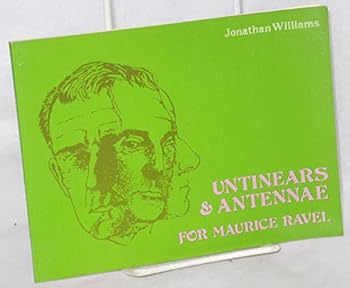 Jonathan Williams
UNTINEARS
& ANTENNAE
FOR MAURICE RAVEL